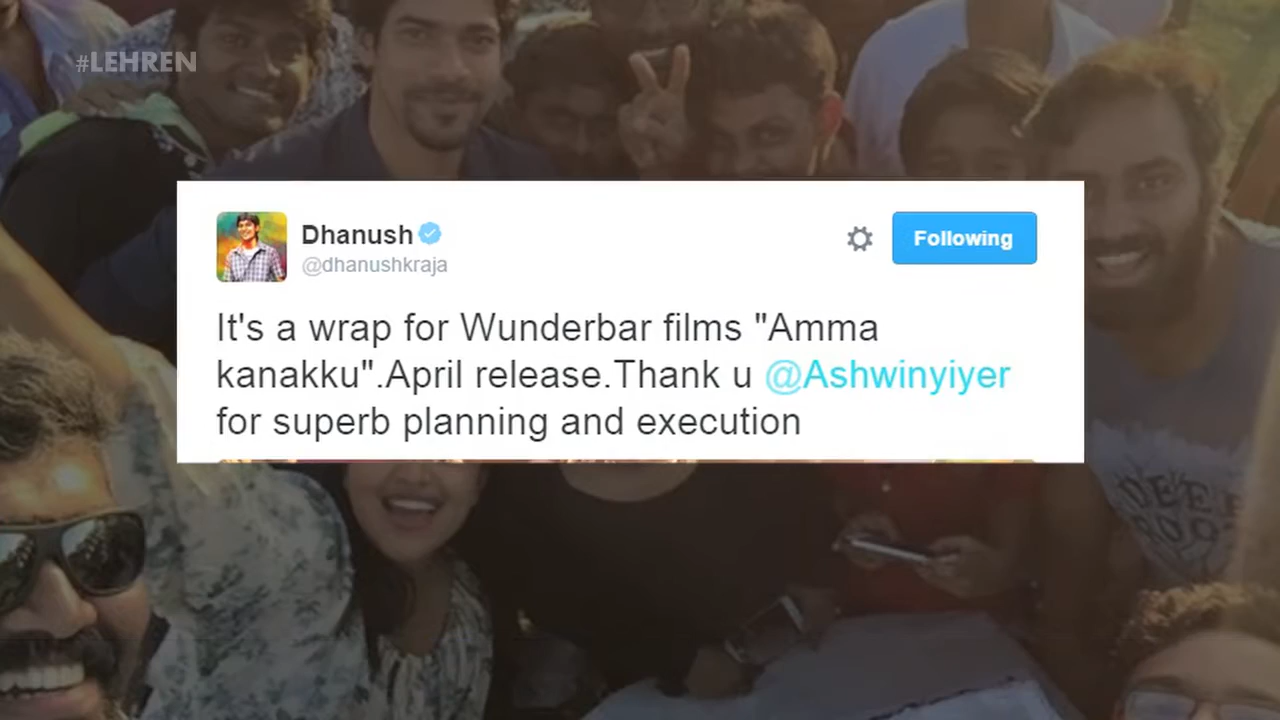 #LEHREN
Dhanush
@dhanushkraja
Following
It's a wrap for Wunderbar films "Amma
kanakku".April release.Thank u @Ashwinyiyer
for superb planning and execution